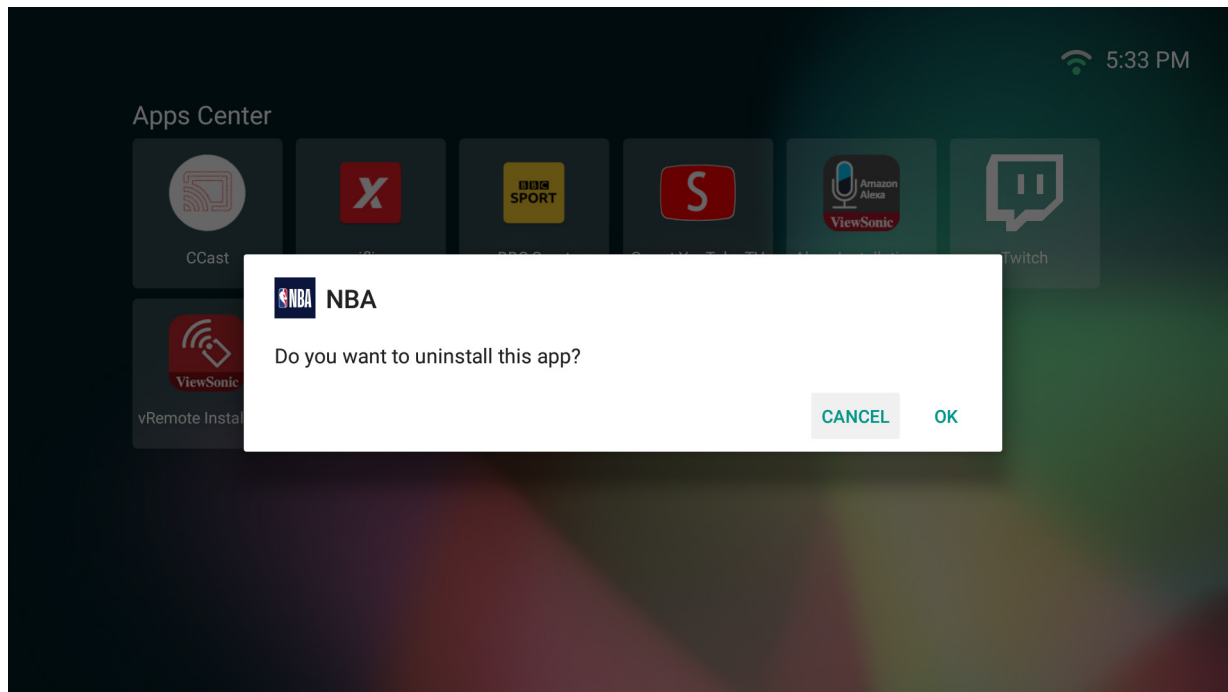 5:33 PM
Apps Center
BBC
SPORT
S
Amazon
Alexa
ViewSonic
CCast
Twitch
NBA NBA
Do you want to uninstall this app?
ViewSonic
vRemote Instal
CANCEL OK